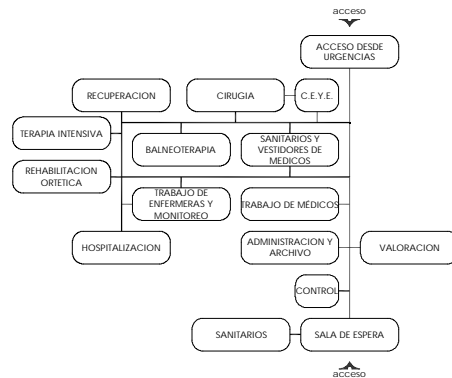 acceso
ACCESO DESDE
URGENCIAS
RECUPERACION
CIRUGIA
C.E.Y.E.
TERAPIA INTENSIVA
BALNEOTERAPIA
SANITARIOS Y
VESTIDORES DE
MEDICOS
REHABILITACION
ORTETICA
TRABAJO DE
ENFERMERAS Y
MONITOREO
TRABAJO DE MÉDICOS
HOSPITALIZACION
ADMINISTRACION Y
ARCHIVO
VALORACION
CONTROL
SANITARIOS
SALA DE ESPERA
acceso